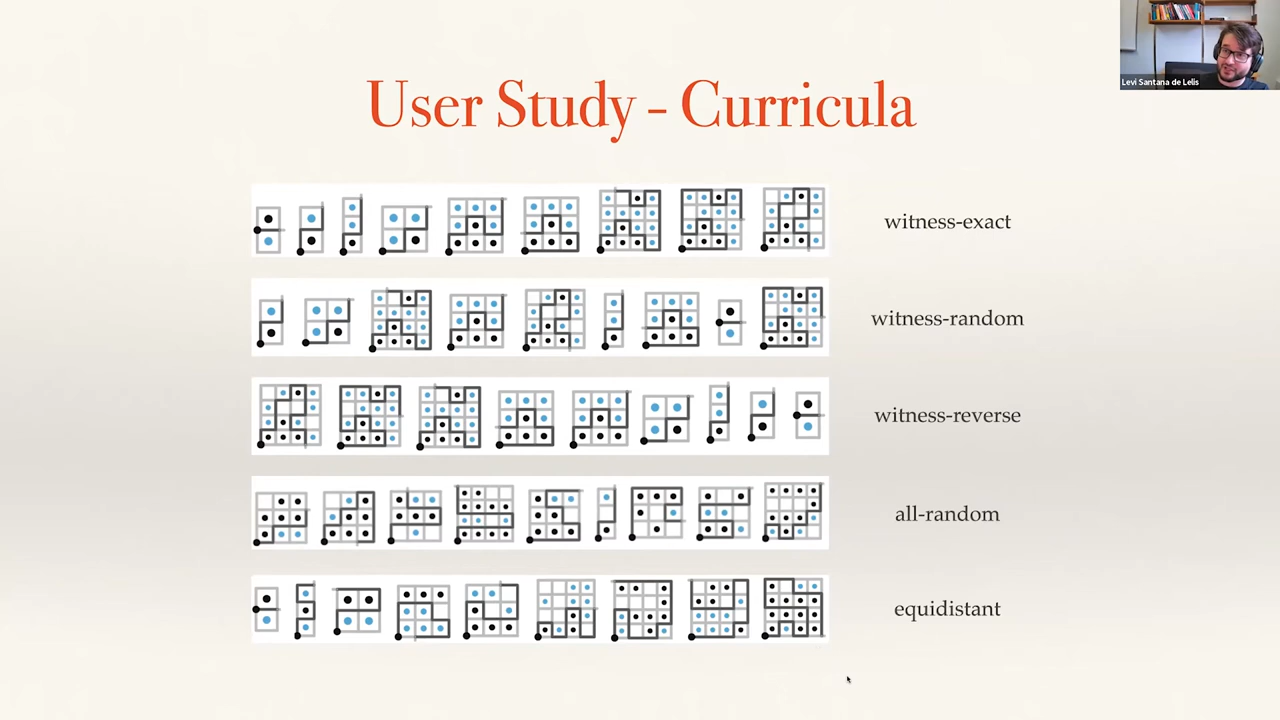 Levi Santana de Lelis
User Study - Curricula
witness-exact
witness-random
witness-reverse
all-random
equidistant